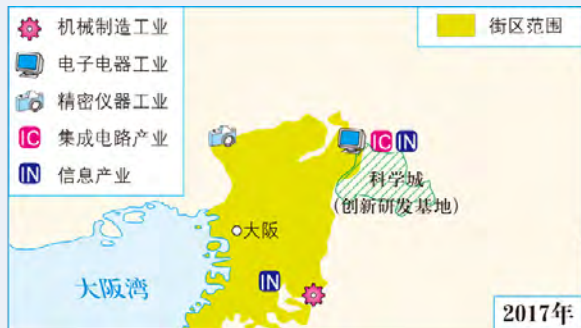 机械制造工业
电子电器工业
精密仪器工业
IC 集成电路产业
IN 信息产业
街区范围
IC IN
科学城
(创新研发基地)
大阪
大阪湾
IN
2017年